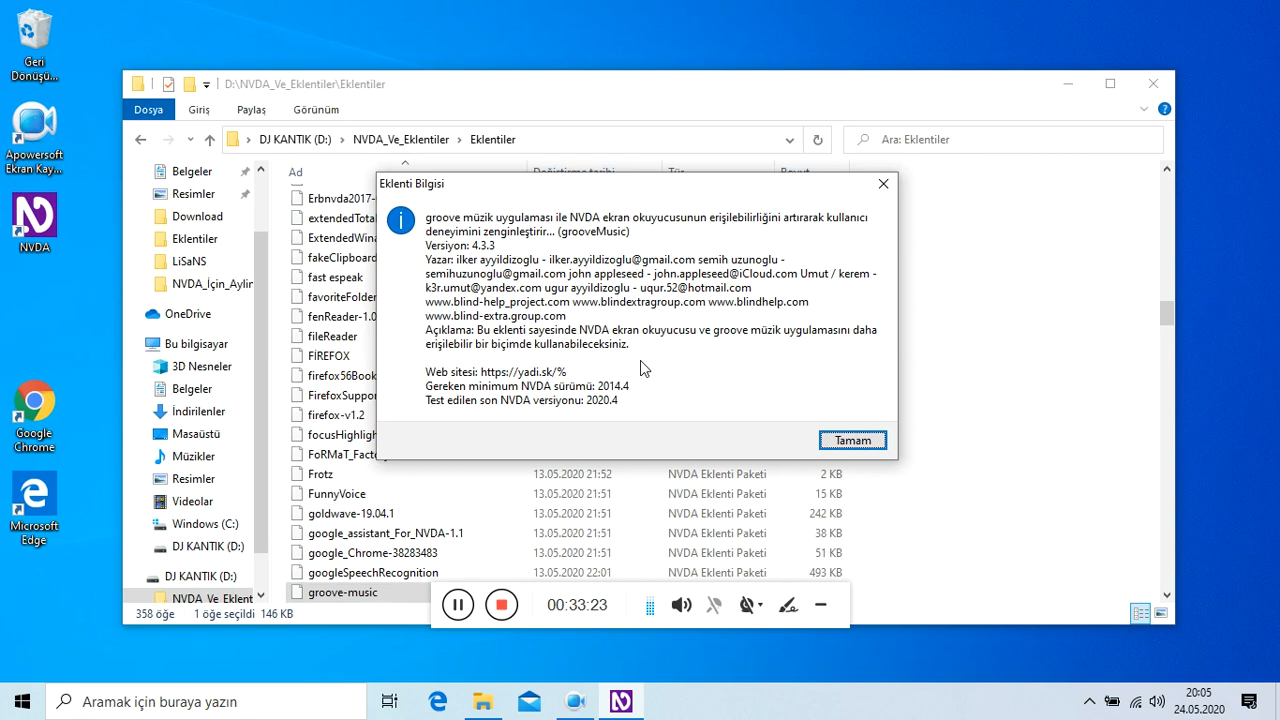 Geri
Dönüşü...
Apowersoft
Ekran Kay...
NVDA
Google
Chrome
Microsoft
Edge
D:\NVDA_Ve_Eklentiler\Eklentiler
Dosya
Giriş
Paylaş
Görünüm
DJ KANTIK (D:) > NVDA_Ve_Eklentiler > Eklentiler
Ara: Eklentiler
Belgeler
Resimler
Download
Eklentiler
LiSaNS
NVDA_İçin_Aylin
OneDrive
Bu bilgisayar
3D Nesneler
Belgeler
İndirilenler
Masaüstü
Müzikler
Resimler
Videolar
Windows (C:)
DJ KANTIK (D:)
DJ KANTIK (D:)
NVDA_Ve_Eklent
Ad
Değiştirme tarihi
Tür
Boyut
Erbnvda2017-
extendedTota
ExtendedWina
fakeClipboard
fast espeak
favoriteFolder
fenReader-1.0
fileReader
FİREFOX
firefox56Book
FirefoxSuppor
firefox-v1.2
focusHighligh
FoRMaT_Facto
Frotz 13.05.2020 21:52 NVDA Eklenti Paketi 2 KB
FunnyVoice 13.05.2020 21:51 NVDA Eklenti Paketi 15 KB
goldwave-19.04.1 13.05.2020 21:51 NVDA Eklenti Paketi 242 KB
google_assistant_For_NVDA-1.1 13.05.2020 21:51 NVDA Eklenti Paketi 38 KB
google_Chrome-38283483 13.05.2020 21:51 NVDA Eklenti Paketi 51 KB
googleSpeechRecognition 13.05.2020 22:01 NVDA Eklenti Paketi 493 KB
groove-music
Eklenti Bilgisi
groove müzik uygulaması ile NVDA ekran okuyucusunun erişilebilirliğini artırarak kullanıcı
deneyimini zenginleştirir... (grooveMusic)
Versiyon: 4.3.3
Yazar: ilker ayyildizoglu - ilker.ayyildizoglu@gmail.com semih uzunoglu -
semihuzunoglu@gmail.com john appleseed - john.appleseed@iCloud.com Umut / kerem -
k3r.umut@yandex.com ugur ayyildizoglu - uqur.52@hotmail.com
www.blind-help_project.com www.blindextragroup.com www.blindhelp.com
www.blind-extra.group.com
Açıklama: Bu eklenti sayesinde NVDA ekran okuyucusu ve groove müzik uygulamasını daha
erişilebilir bir biçimde kullanabileceksiniz.
Web sitesi: https://yadi.sk/%
Gereken minimum NVDA sürümü: 2014.4
Test edilen son NVDA versiyonu: 2020.4
Tamam
00:33:23
358 öğe
1 öğe seçildi 146 KB
Aramak için buraya yazın
20:05
24.05.2020